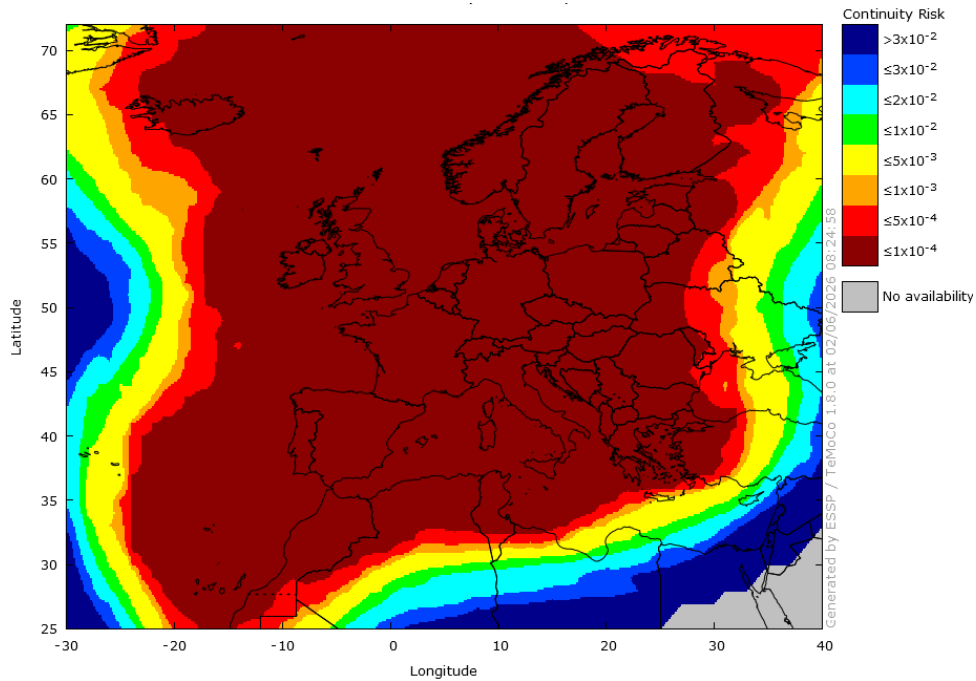 Continuity Risk
>3x10-2
≤3x10-2
≤2x10-2
≤1x10-2
≤5x10-3
≤1x10-3
≤5x10-4
≤1x10-4
No availability
Generated by ESSP / TeMoCo 1.8.0 at 02/06/2026 08:24:58
Latitude
70
65
60
55
50
45
40
35
30
25
-30
-20
-10
0
10
20
30
40
Longitude